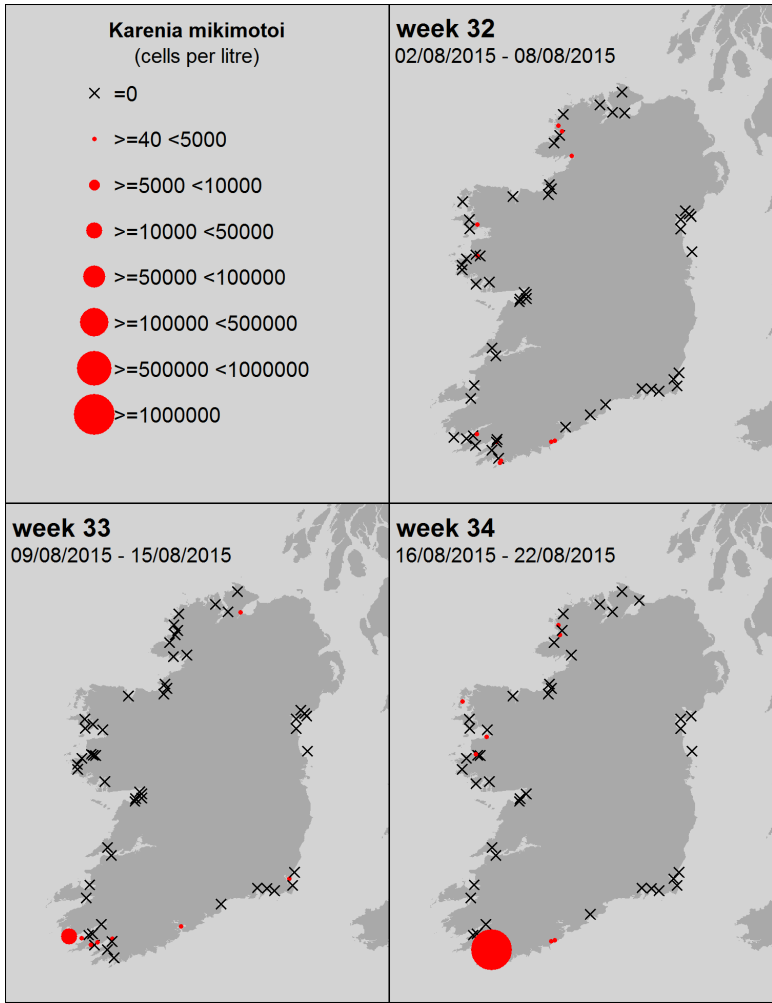 Karenia mikimotoi
(cells per litre)
=0
>=40 <5000
>=5000 <10000
>=10000 <50000
>=50000 <100000
>=100000 <500000
>=500000 <1000000
>=1000000
week 32
02/08/2015 - 08/08/2015
week 33
09/08/2015 - 15/08/2015
week 34
16/08/2015 - 22/08/2015